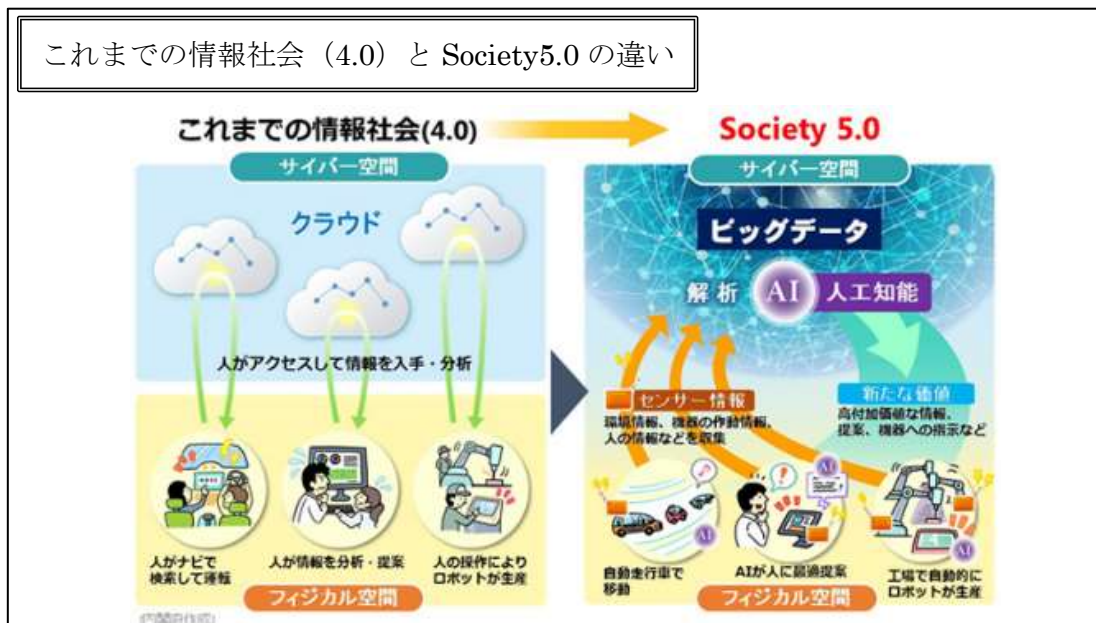 これまでの情報社会（4.0）と Society5.0 の違い
これまでの情報社会(4.0)
サイバー空間
クラウド
人がアクセスして情報を入手・分析
人がナビで
検索して運転
人が情報を分析・提案
人の操作により
ロボットが生産
フィジカル空間
Society 5.0
サイバー空間
ビッグデータ
解析 AI 人工知能
センサー情報
環境情報、機器の作動情報、
人の情報などを収集
新たな価値
高付加価値な情報、
提案、機器への指示など
AI
AI
AI
自動走行車で
移動
AIが人に最適提案
工場で自動的に
ロボットが生産
フィジカル空間